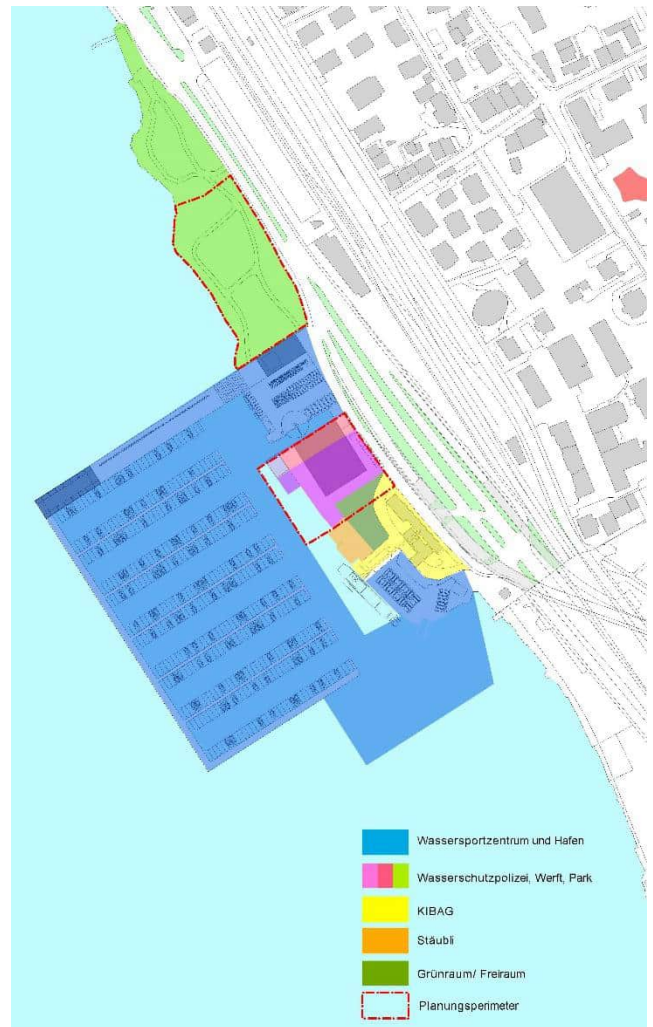 Wassersportzentrum und Hafen
Wasserschutzpolizei, Werft, Park
KIBAG
Stäubli
Grünraum/ Freiraum
Planungsperimeter